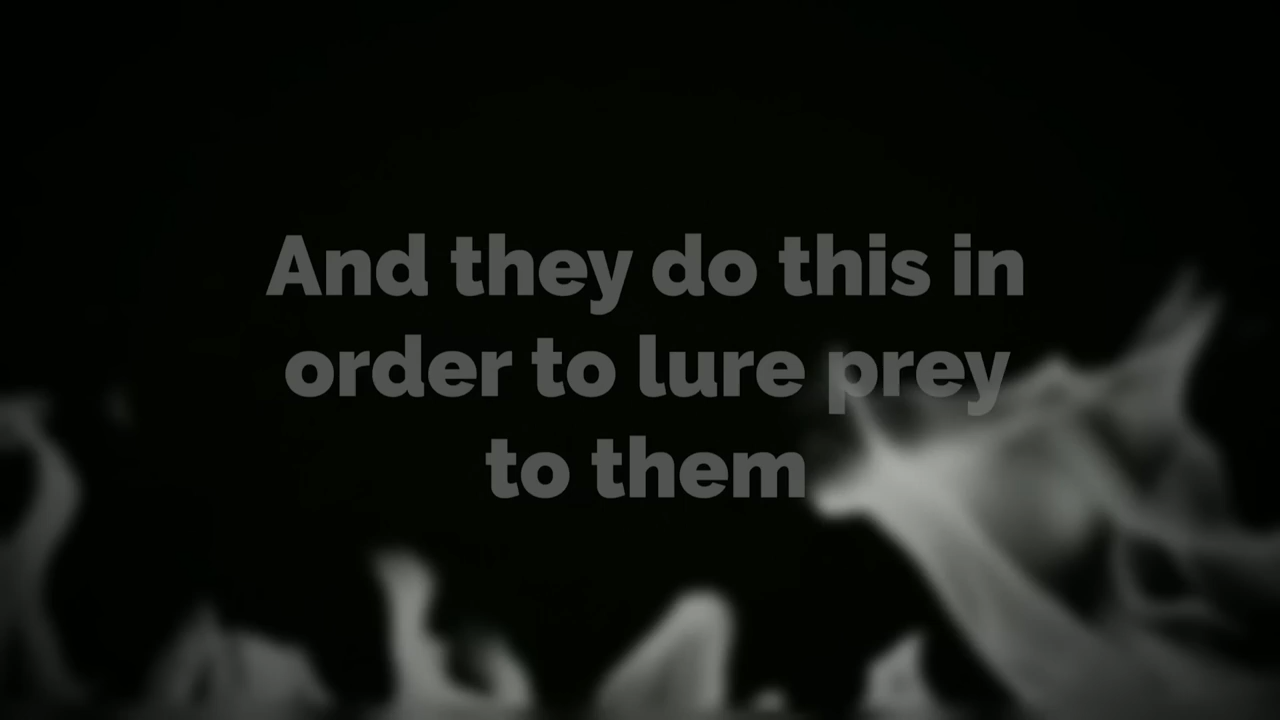 And they do this in
order to lure prey
to them